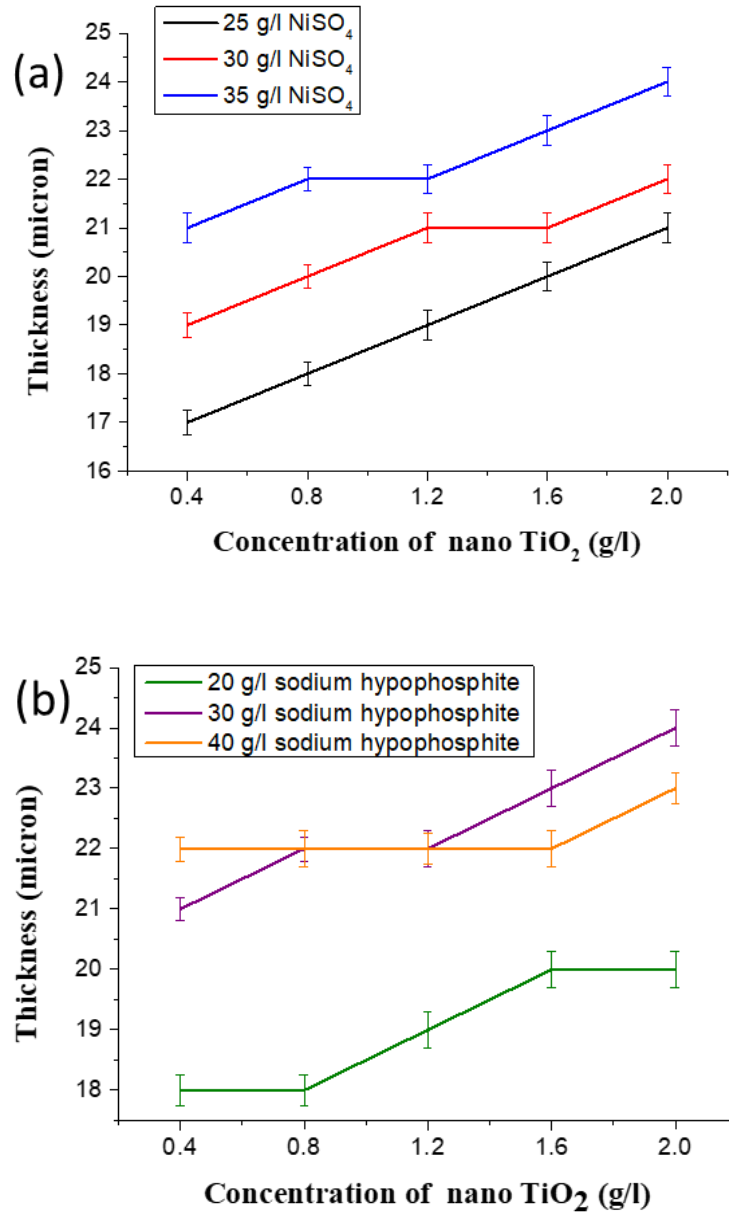 (a)
25 g/l NiSO₄
30 g/l NiSO₄
35 g/l NiSO₄
Thickness (micron)
25
24
23
22
21
20
19
18
17
16
0.4 0.8 1.2 1.6 2.0
Concentration of nano TiO₂ (g/l)
(b)
20 g/l sodium hypophosphite
30 g/l sodium hypophosphite
40 g/l sodium hypophosphite
Thickness (micron)
25
24
23
22
21
20
19
18
0.4 0.8 1.2 1.6 2.0
Concentration of nano TiO2 (g/l)